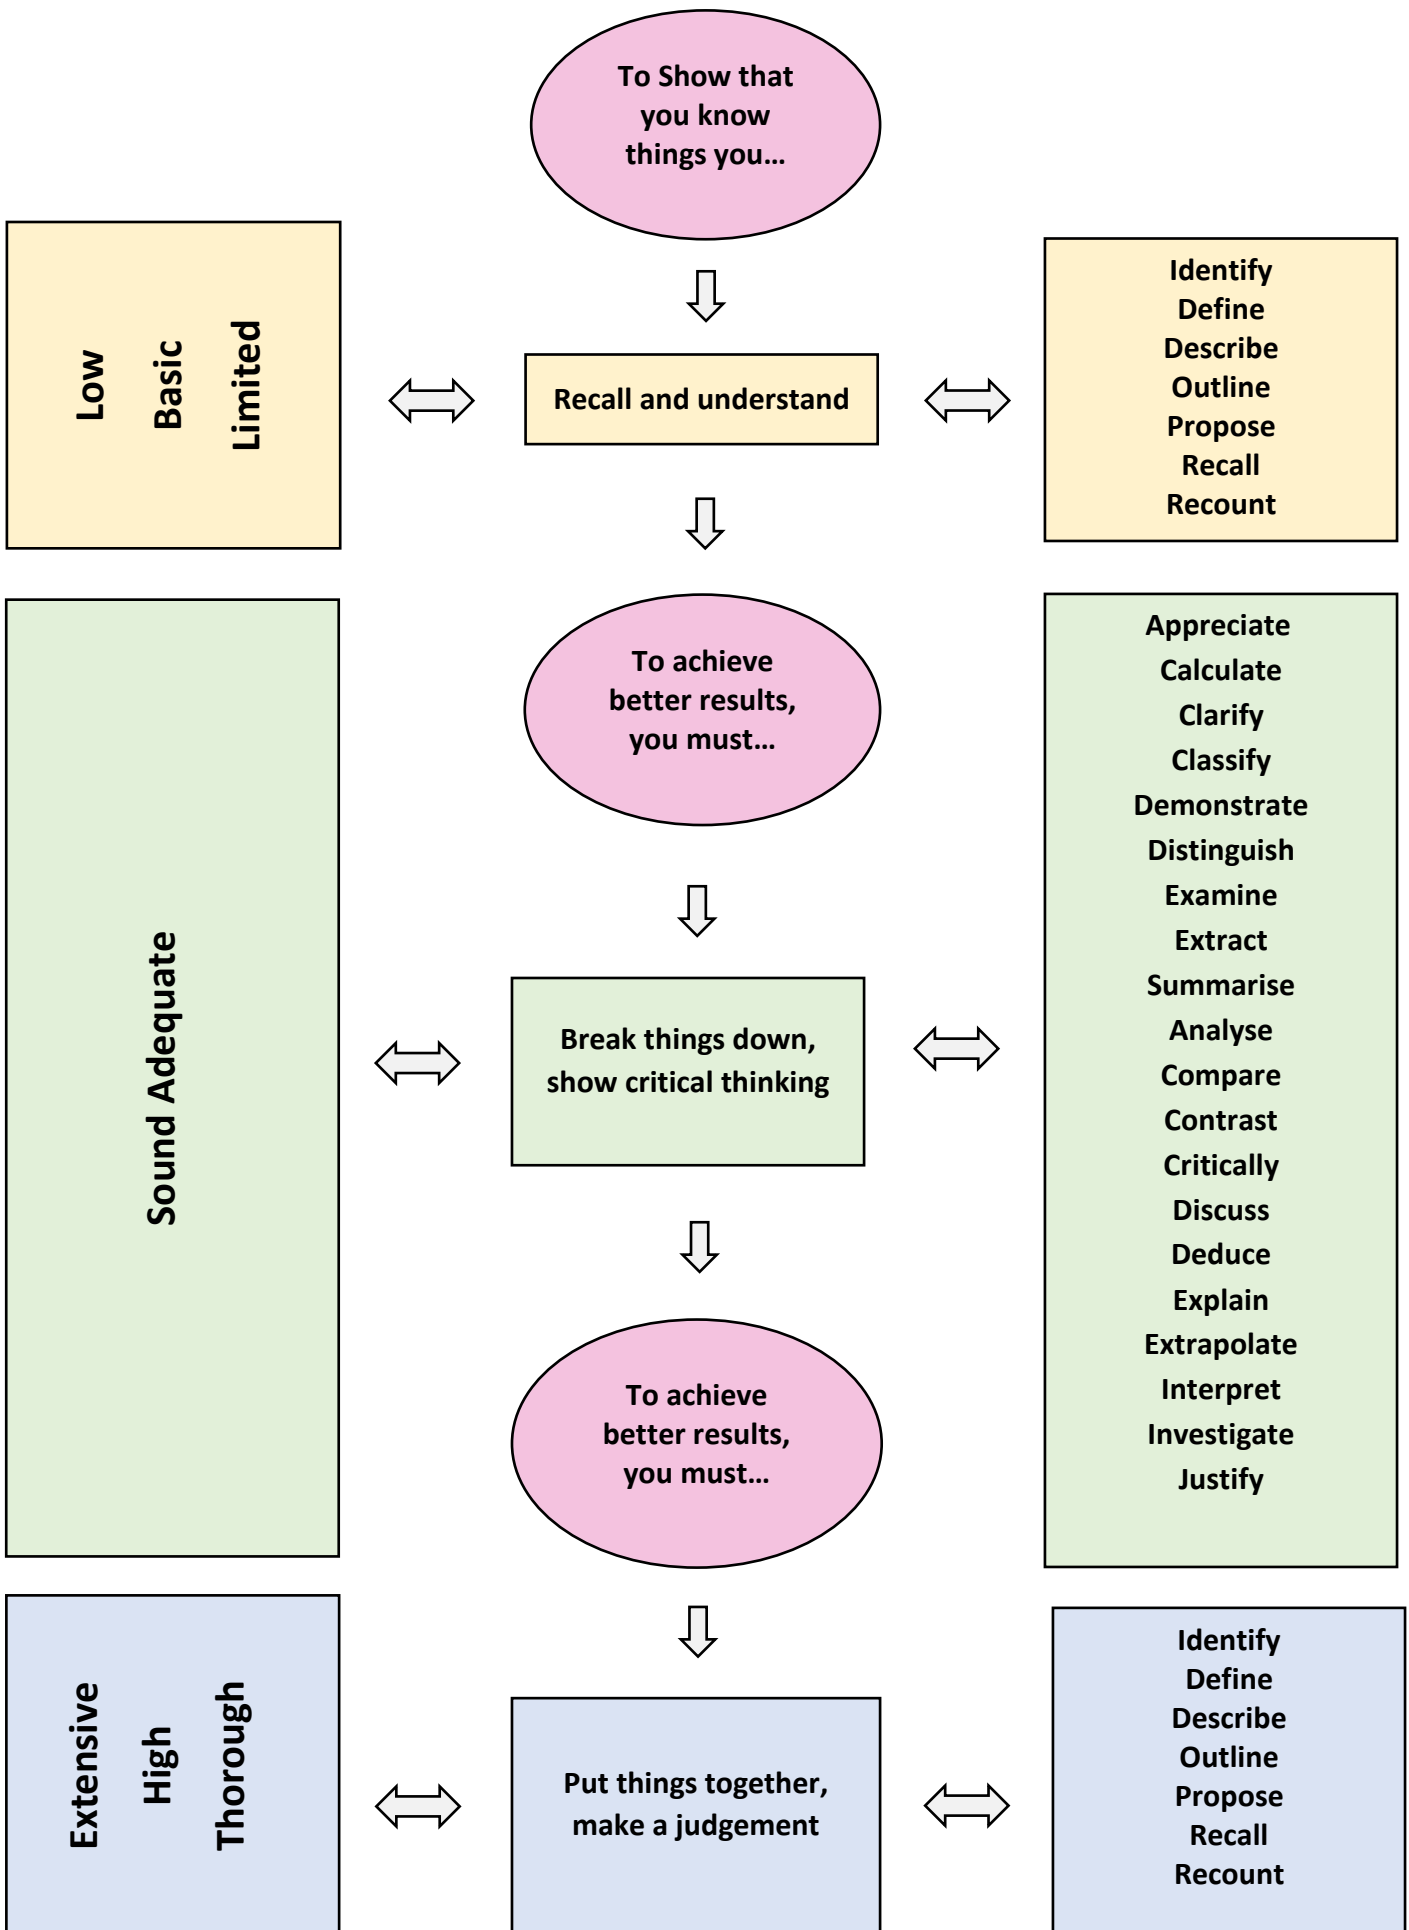 To Show that
you know
things you...
Low
Basic
Limited
Recall and understand
Identify
Define
Describe
Outline
Propose
Recall
Recount
To achieve
better results,
you must...
Sound Adequate
Break things down,
show critical thinking
Appreciate
Calculate
Clarify
Classify
Demonstrate
Distinguish
Examine
Extract
Summarise
Analyse
Compare
Contrast
Critically
Discuss
Deduce
Explain
Extrapolate
Interpret
Investigate
Justify
To achieve
better results,
you must...
Extensive
High
Thorough
Put things together,
make a judgement
Identify
Define
Describe
Outline
Propose
Recall
Recount